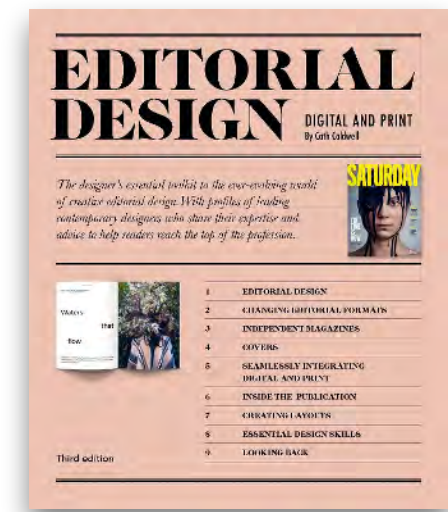 EDITORIAL
DESIGN
DIGITAL AND PRINT
By Cath Caldwell
The designer's essential toolkit to the ever-evolving world
of creative editorial design. With profiles of leading
contemporary designers who share their expertise and
advice to help readers reach the top of the profession.
SATURDAY
Waters
that
flow
1 EDITORIAL DESIGN
2 CHANGING EDITORIAL FORMATS
3 INDEPENDENT MAGAZINES
4 COVERS
5 SEAMLESSLY INTEGRATING
DIGITAL AND PRINT
6 INSIDE THE PUBLICATION
7 CREATING LAYOUTS
8 ESSENTIAL DESIGN SKILLS
9 LOOKING BACK
Third edition